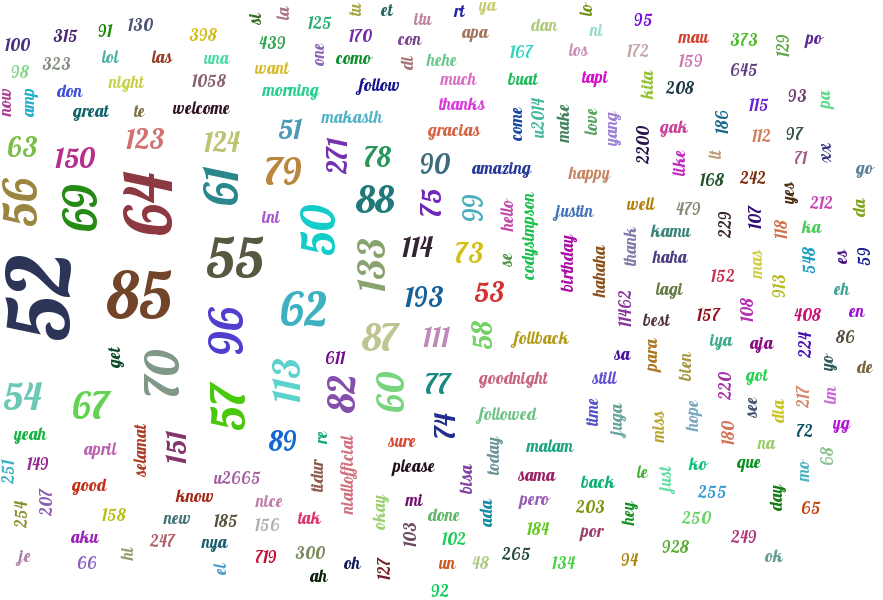 si
la
lu
et
itu
rt
ya
lo
100
315
91
130
398
125
170
con
apa
dan
ni
95
mau
373
129
po
439
one
como
di
hehe
167
los
172
159
645
98
323
lol
las
una
want
now
amp
don
night
1058
morning
follow
much
buat
tapi
kita
208
115
93
pa
great
te
welcome
makasih
thanks
gracias
come
u2014
make
love
yang
2200
gak
186
112
97
63
150
123
124
51
271
78
90
amazing
happy
like
lt
71
xx
go
56
69
64
61
79
168
242
yes
212
da
ini
50
88
75
99
hello
codysimpson
justin
well
479
229
107
118
ka
52
85
55
133
114
73
se
birthday
hahaha
thank
kamu
haha
mas
548
es
59
96
62
193
53
11462
lagi
152
913
eh
best
157
108
408
en
87
111
58
follback
sa
para
bien
iya
aja
224
86
get
70
113
611
82
60
77
goodnight
still
220
got
yo
de
54
67
57
74
followed
time
juga
miss
hope
see
dia
217
im
yeah
april
selamat
151
89
re
sure
malam
180
na
72
yg
251
149
u2665
tidur
niallofficial
please
bisa
today
sama
back
le
just
ko
que
mo
68
254
207
good
know
nice
okay
mi
ada
pero
203
hey
255
day
65
158
new
185
156
tak
done
184
por
250
aku
hi
247
nya
103
102
928
249
je
66
el
719
300
ah
oh
127
un
48
265
134
94
ok
92